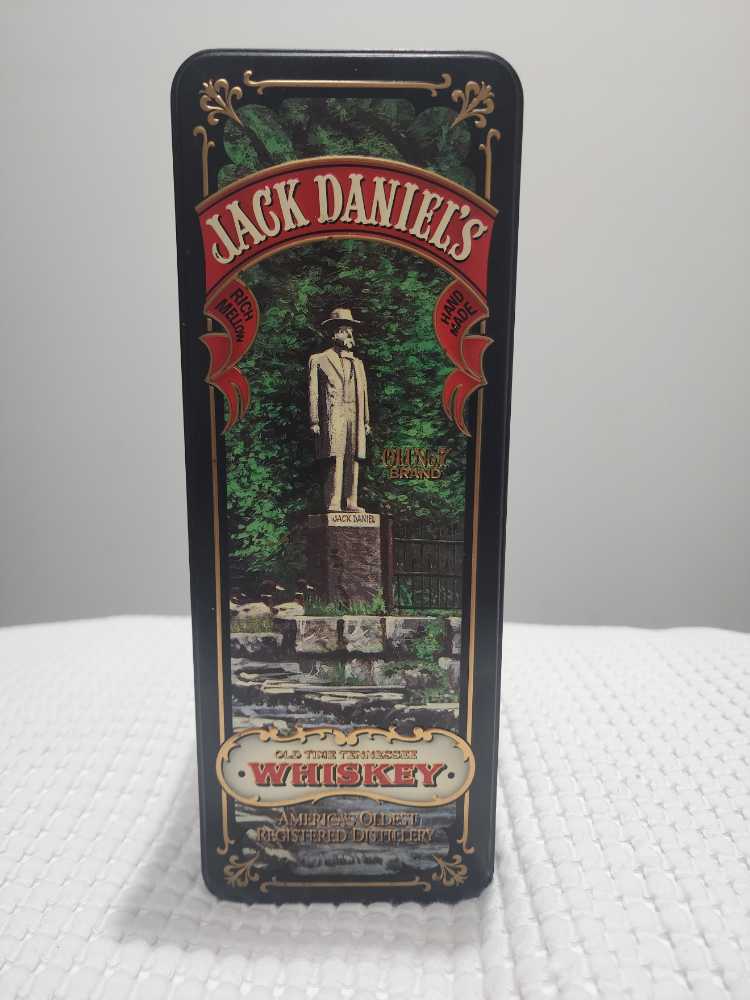 JACK DANIEL'S
RICH
MELLOW
HAND
MADE
OLD No. 7
BRAND
JACK DANIEL
OLD TIME TENNESSEE
WHISKEY
AMERICA'S OLDEST
REGISTERED DISTILLERY